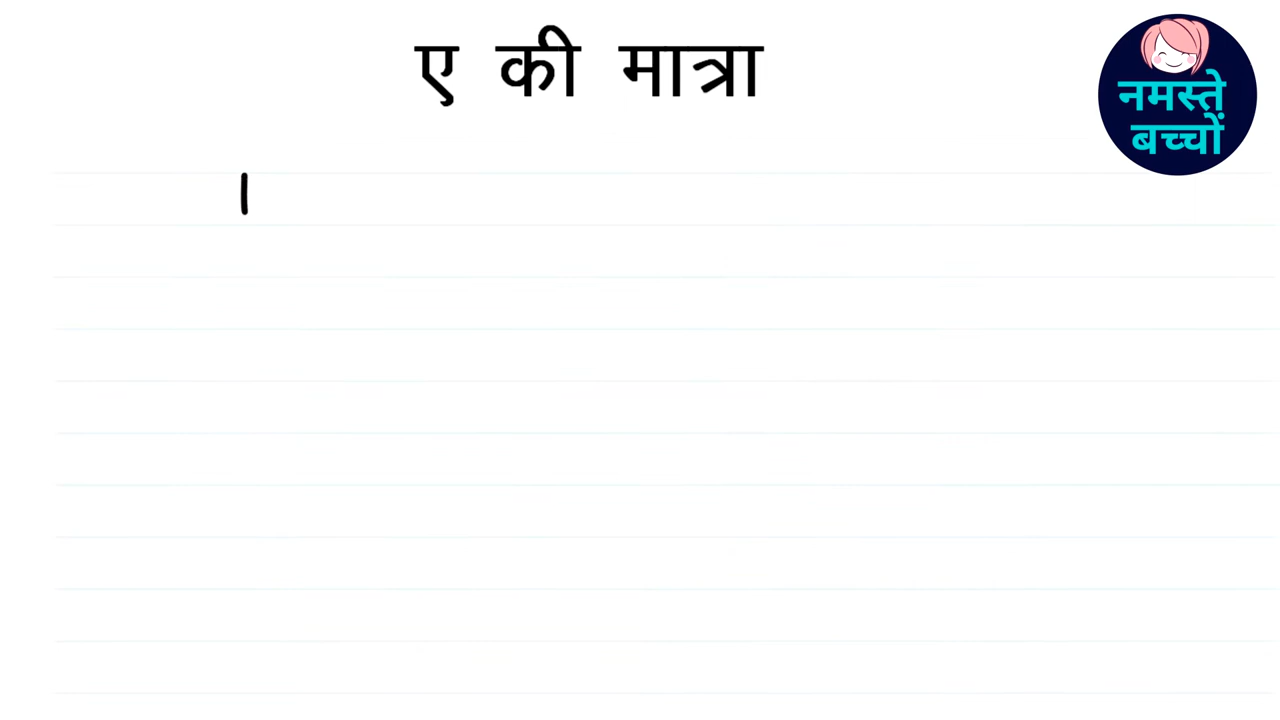 ए की मात्रा
नमस्ते
बच्चों
।